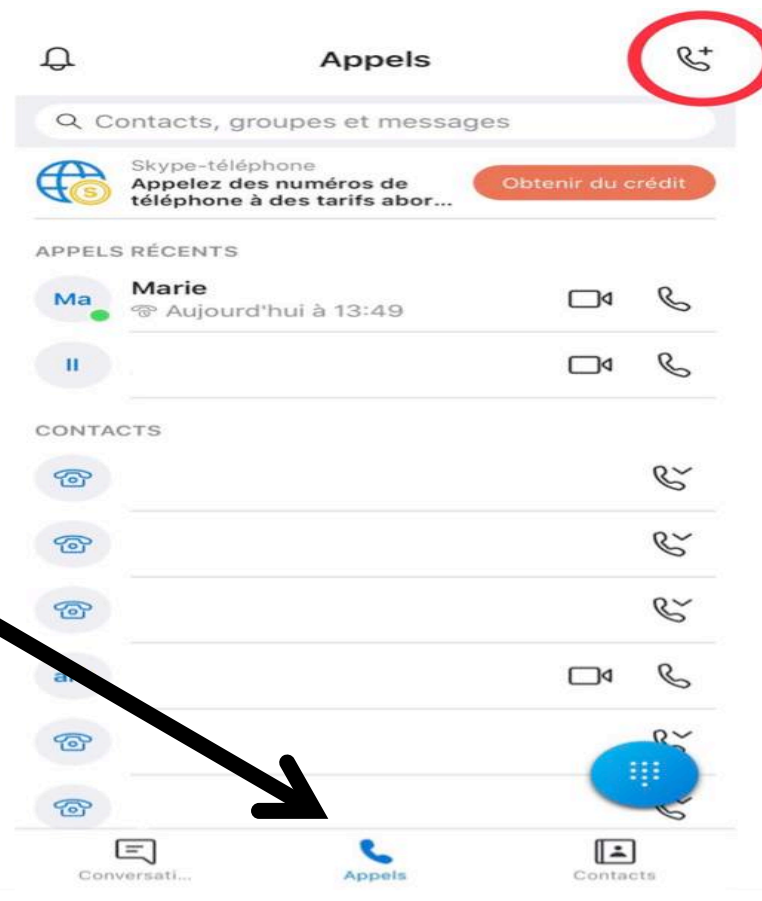 Appels
Contacts, groupes et messages
Skype-téléphone
Appelez des numéros de
téléphone à des tarifs abor...
Obtenir du crédit
APPELS RÉCENTS
Ma
Marie
Aujourd'hui à 13:49
II
CONTACTS
Conversati...
Appels
Contacts